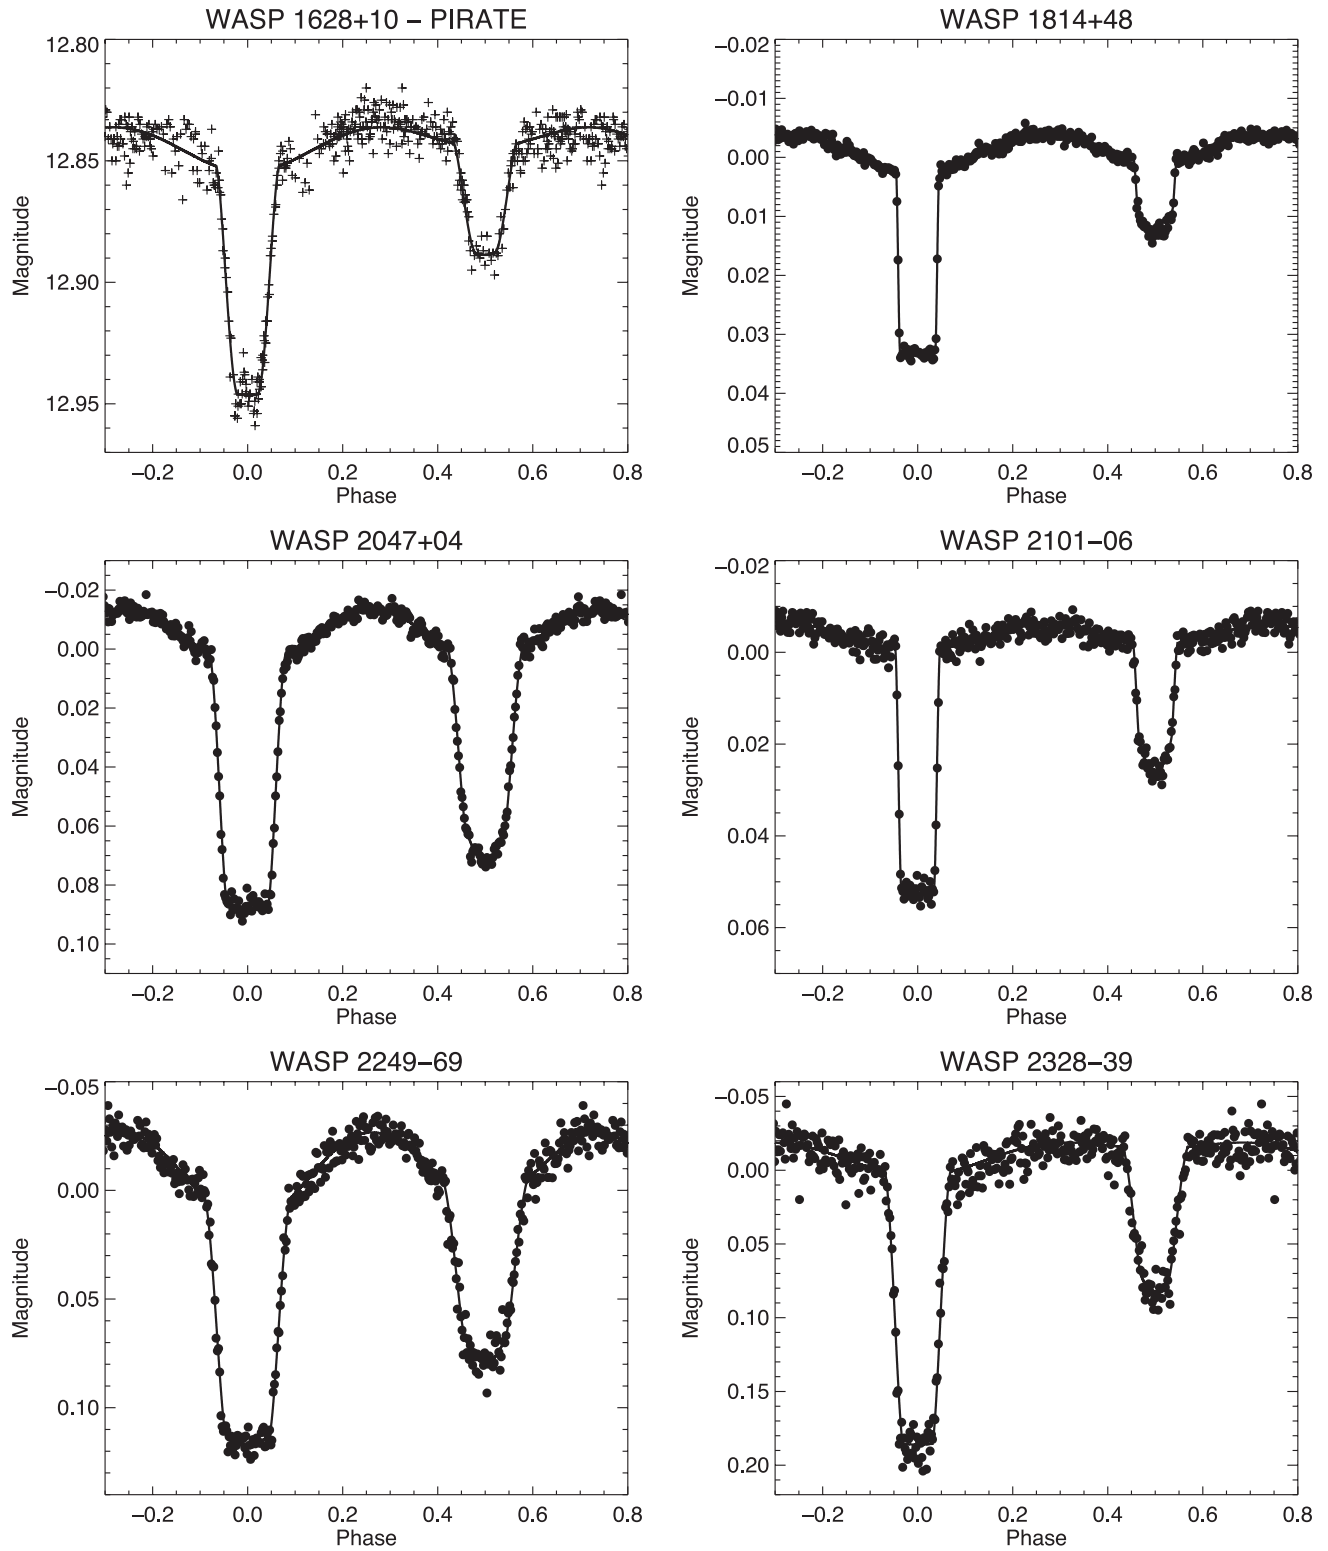 WASP 1628+10 – PIRATE
12.80
12.85
12.90
12.95
Magnitude
−0.2 0.0 0.2 0.4 0.6 0.8
Phase
WASP 1814+48
−0.02
−0.01
0.00
0.01
0.02
0.03
0.04
0.05
Magnitude
−0.2 0.0 0.2 0.4 0.6 0.8
Phase
WASP 2047+04
−0.02
0.00
0.02
0.04
0.06
0.08
0.10
Magnitude
−0.2 0.0 0.2 0.4 0.6 0.8
Phase
WASP 2101−06
−0.02
0.00
0.02
0.04
0.06
Magnitude
−0.2 0.0 0.2 0.4 0.6 0.8
Phase
WASP 2249−69
−0.05
0.00
0.05
0.10
Magnitude
−0.2 0.0 0.2 0.4 0.6 0.8
Phase
WASP 2328−39
−0.05
0.00
0.05
0.10
0.15
0.20
Magnitude
−0.2 0.0 0.2 0.4 0.6 0.8
Phase